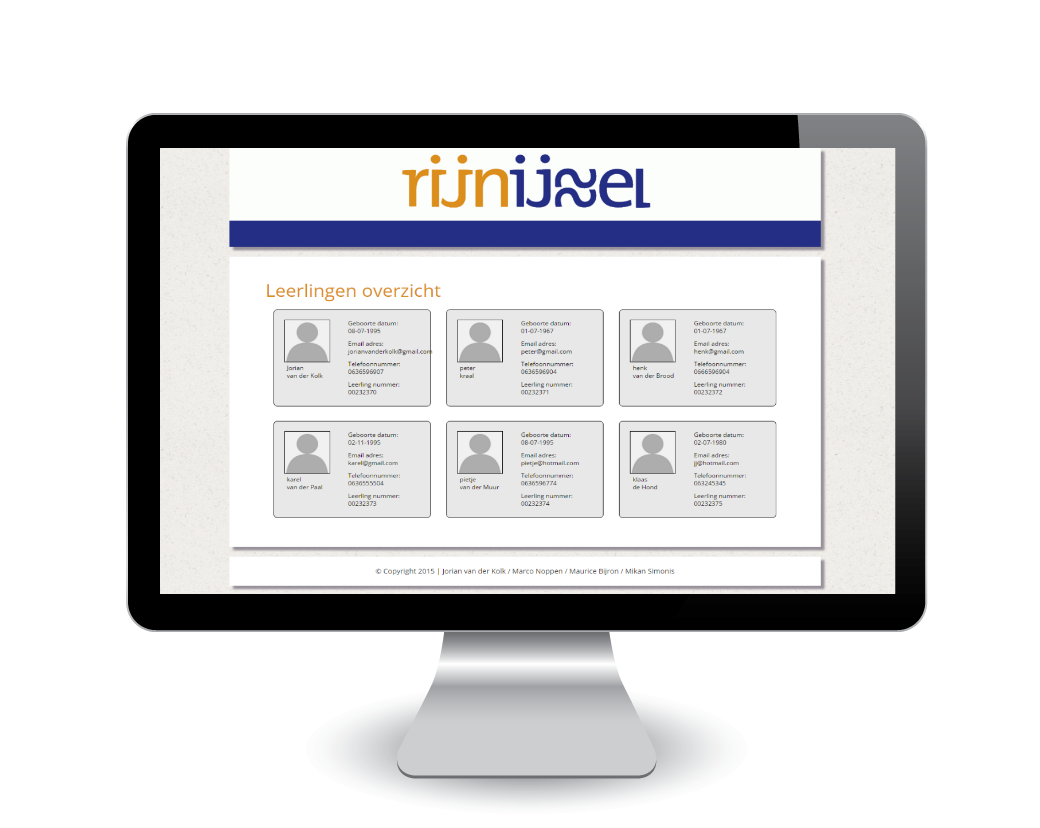 rijnijssel
Leerlingen overzicht
Geboorte datum:
08-07-1995
Email adres:
jorianvanderkolk@gmail.com
Telefoonnummer:
0636596907
Leerling nummer:
00232370
Jorian
van der Kolk
Geboorte datum:
01-07-1967
Email adres:
peter@gmail.com
Telefoonnummer:
0636596904
Leerling nummer:
00232371
peter
kraal
Geboorte datum:
01-07-1967
Email adres:
henk@gmail.com
Telefoonnummer:
0666596904
Leerling nummer:
00232372
henk
van der Brood
Geboorte datum:
02-11-1995
Email adres:
karel@gmail.com
Telefoonnummer:
0636555504
Leerling nummer:
00232373
karel
van der Paal
Geboorte datum:
08-07-1995
Email adres:
pietje@hotmail.com
Telefoonnummer:
0636596774
Leerling nummer:
00232374
pietje
van der Muur
Geboorte datum:
02-07-1980
Email adres:
jj@hotmail.com
Telefoonnummer:
063245345
Leerling nummer:
00232375
klaas
de Hond
© Copyright 2015 | Jorian van der Kolk / Marco Noppen / Maurice Bijron / Mikan Simonis